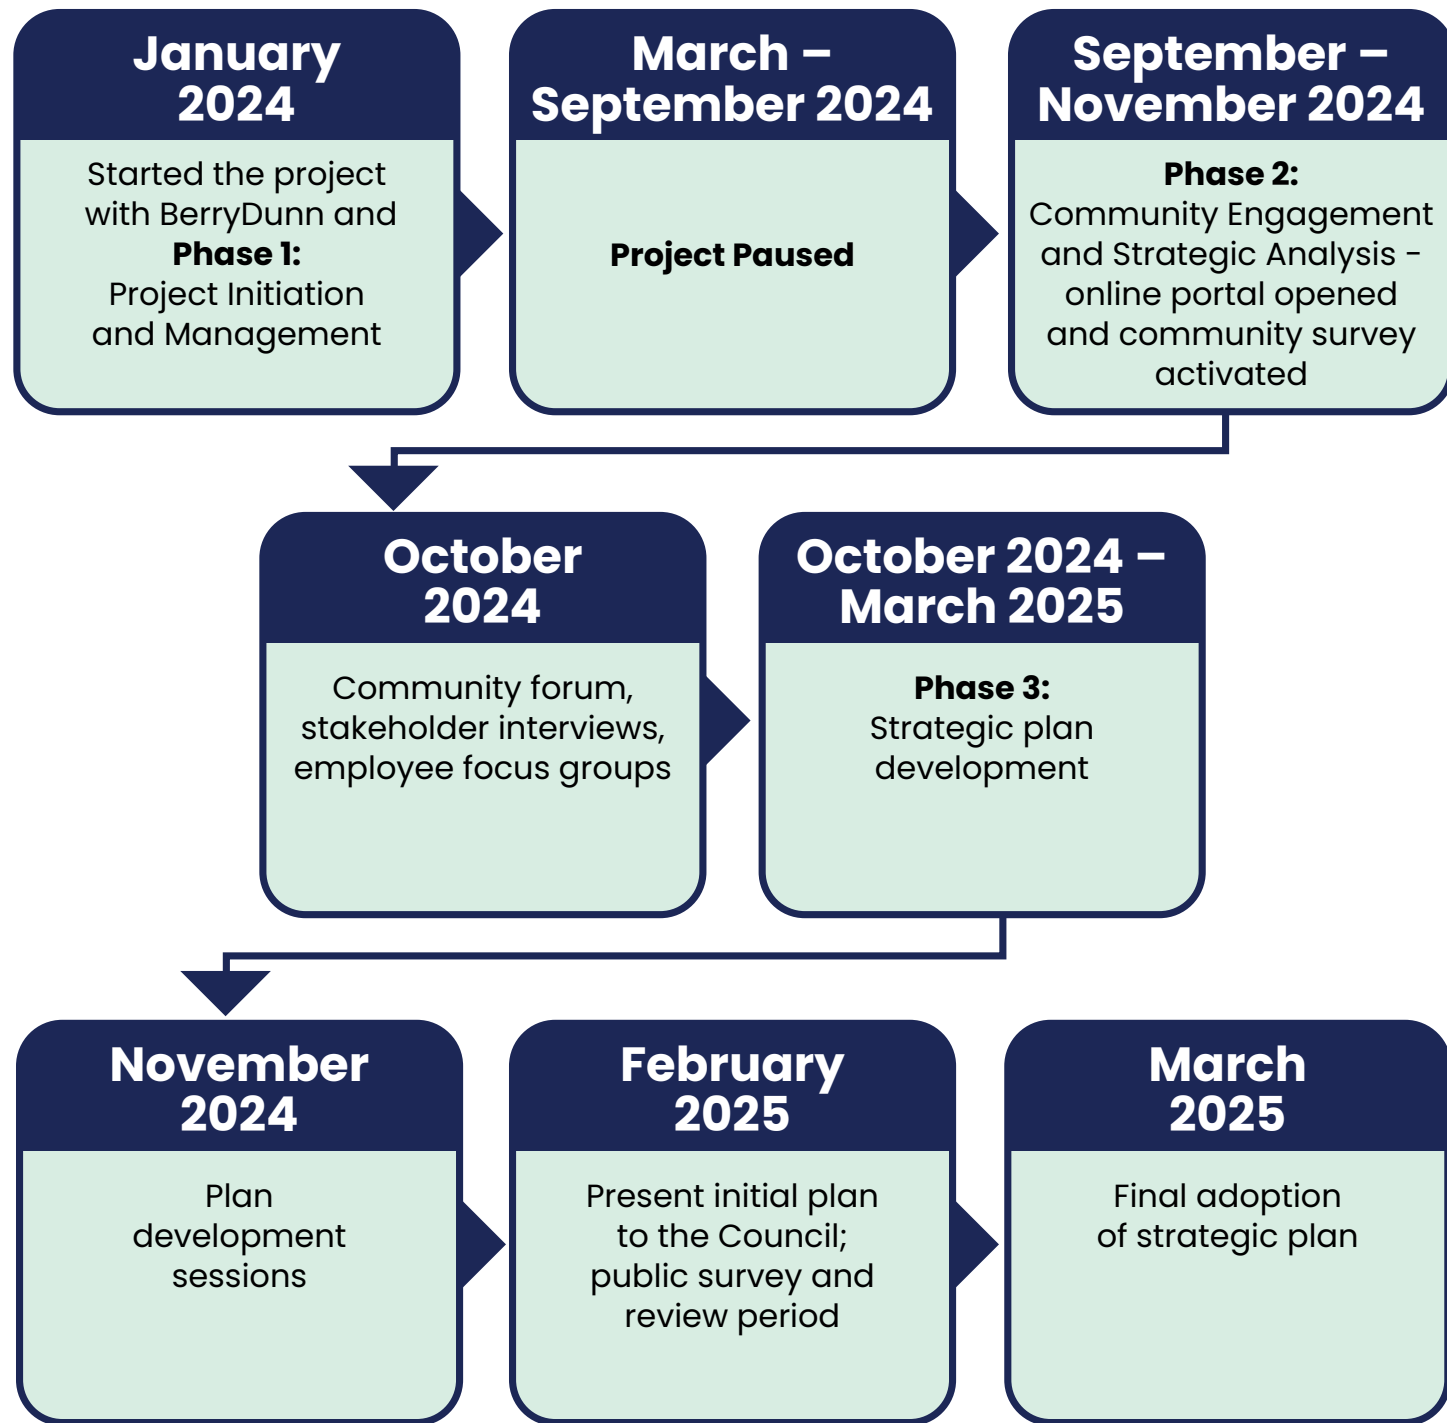 January
2024
Started the project
with BerryDunn and
Phase 1:
Project Initiation
and Management
March –
September 2024
Project Paused
September –
November 2024
Phase 2:
Community Engagement
and Strategic Analysis -
online portal opened
and community survey
activated
October
2024
Community forum,
stakeholder interviews,
employee focus groups
October 2024 –
March 2025
Phase 3:
Strategic plan
development
November
2024
Plan
development
sessions
February
2025
Present initial plan
to the Council;
public survey and
review period
March
2025
Final adoption
of strategic plan